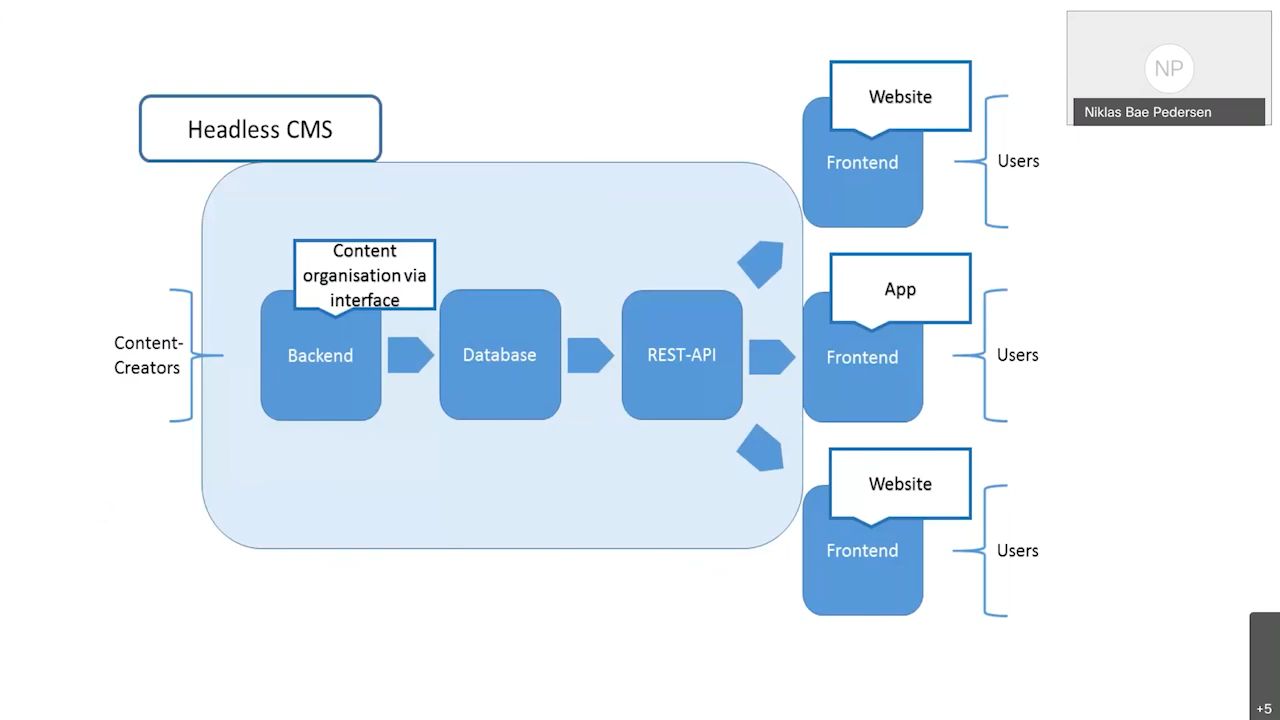 Headless CMS
Content
organisation via
interface
Content-
Creators
Backend
Database
REST-API
Website
Frontend
Users
App
Frontend
Users
Website
Frontend
Users
NP
Niklas Bae Pedersen
+5